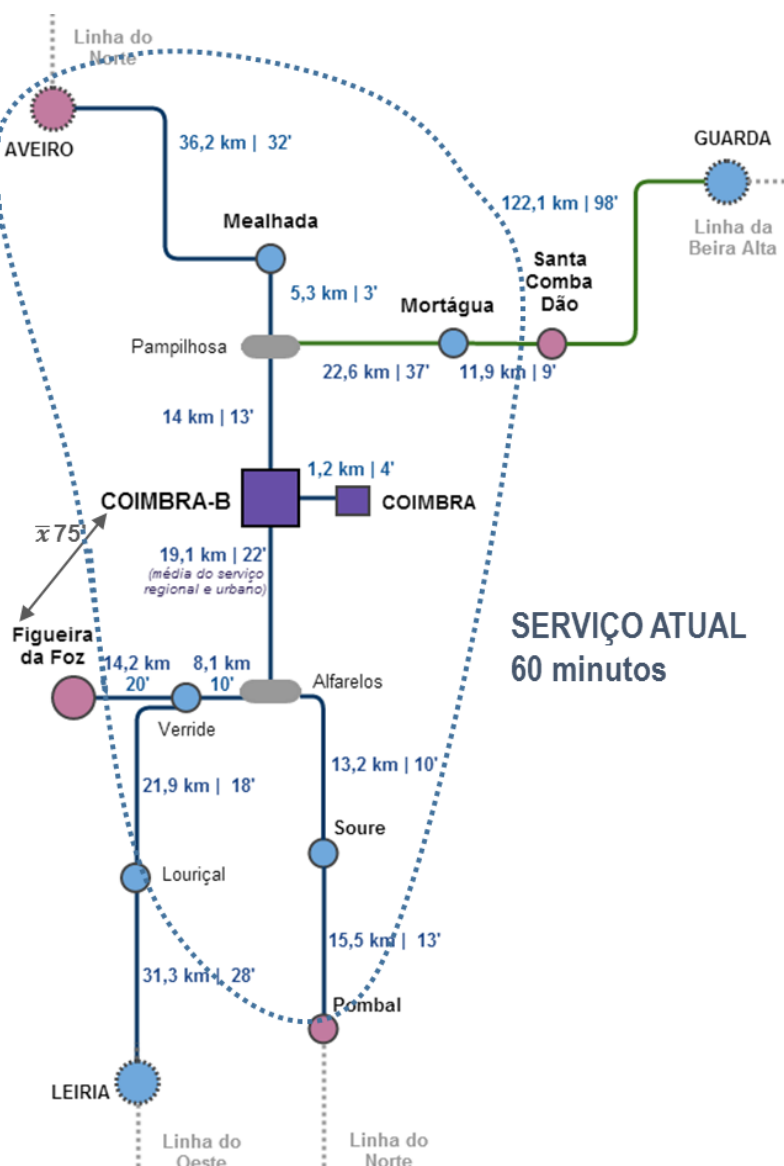 Linha do
Norte
AVEIRO
36,2 km | 32'
GUARDA
122,1 km | 98'
Linha da
Beira Alta
Mealhada
Santa
Comba
Dão
5,3 km | 3'
Mortágua
Pampilhosa
22,6 km | 37'
11,9 km | 9'
14 km | 13'
1,2 km | 4'
COIMBRA-B
COIMBRA
x̅ 75'
19,1 km | 22'
(média do serviço
regional e urbano)
SERVIÇO ATUAL
60 minutos
Figueira
da Foz
14,2 km
20'
8,1 km
10'
Alfarelos
Verride
13,2 km | 10'
21,9 km | 18'
Soure
Louriçal
15,5 km | 13'
31,3 km | 28'
Pombal
LEIRIA
Linha do
Oeste
Linha do
Norte